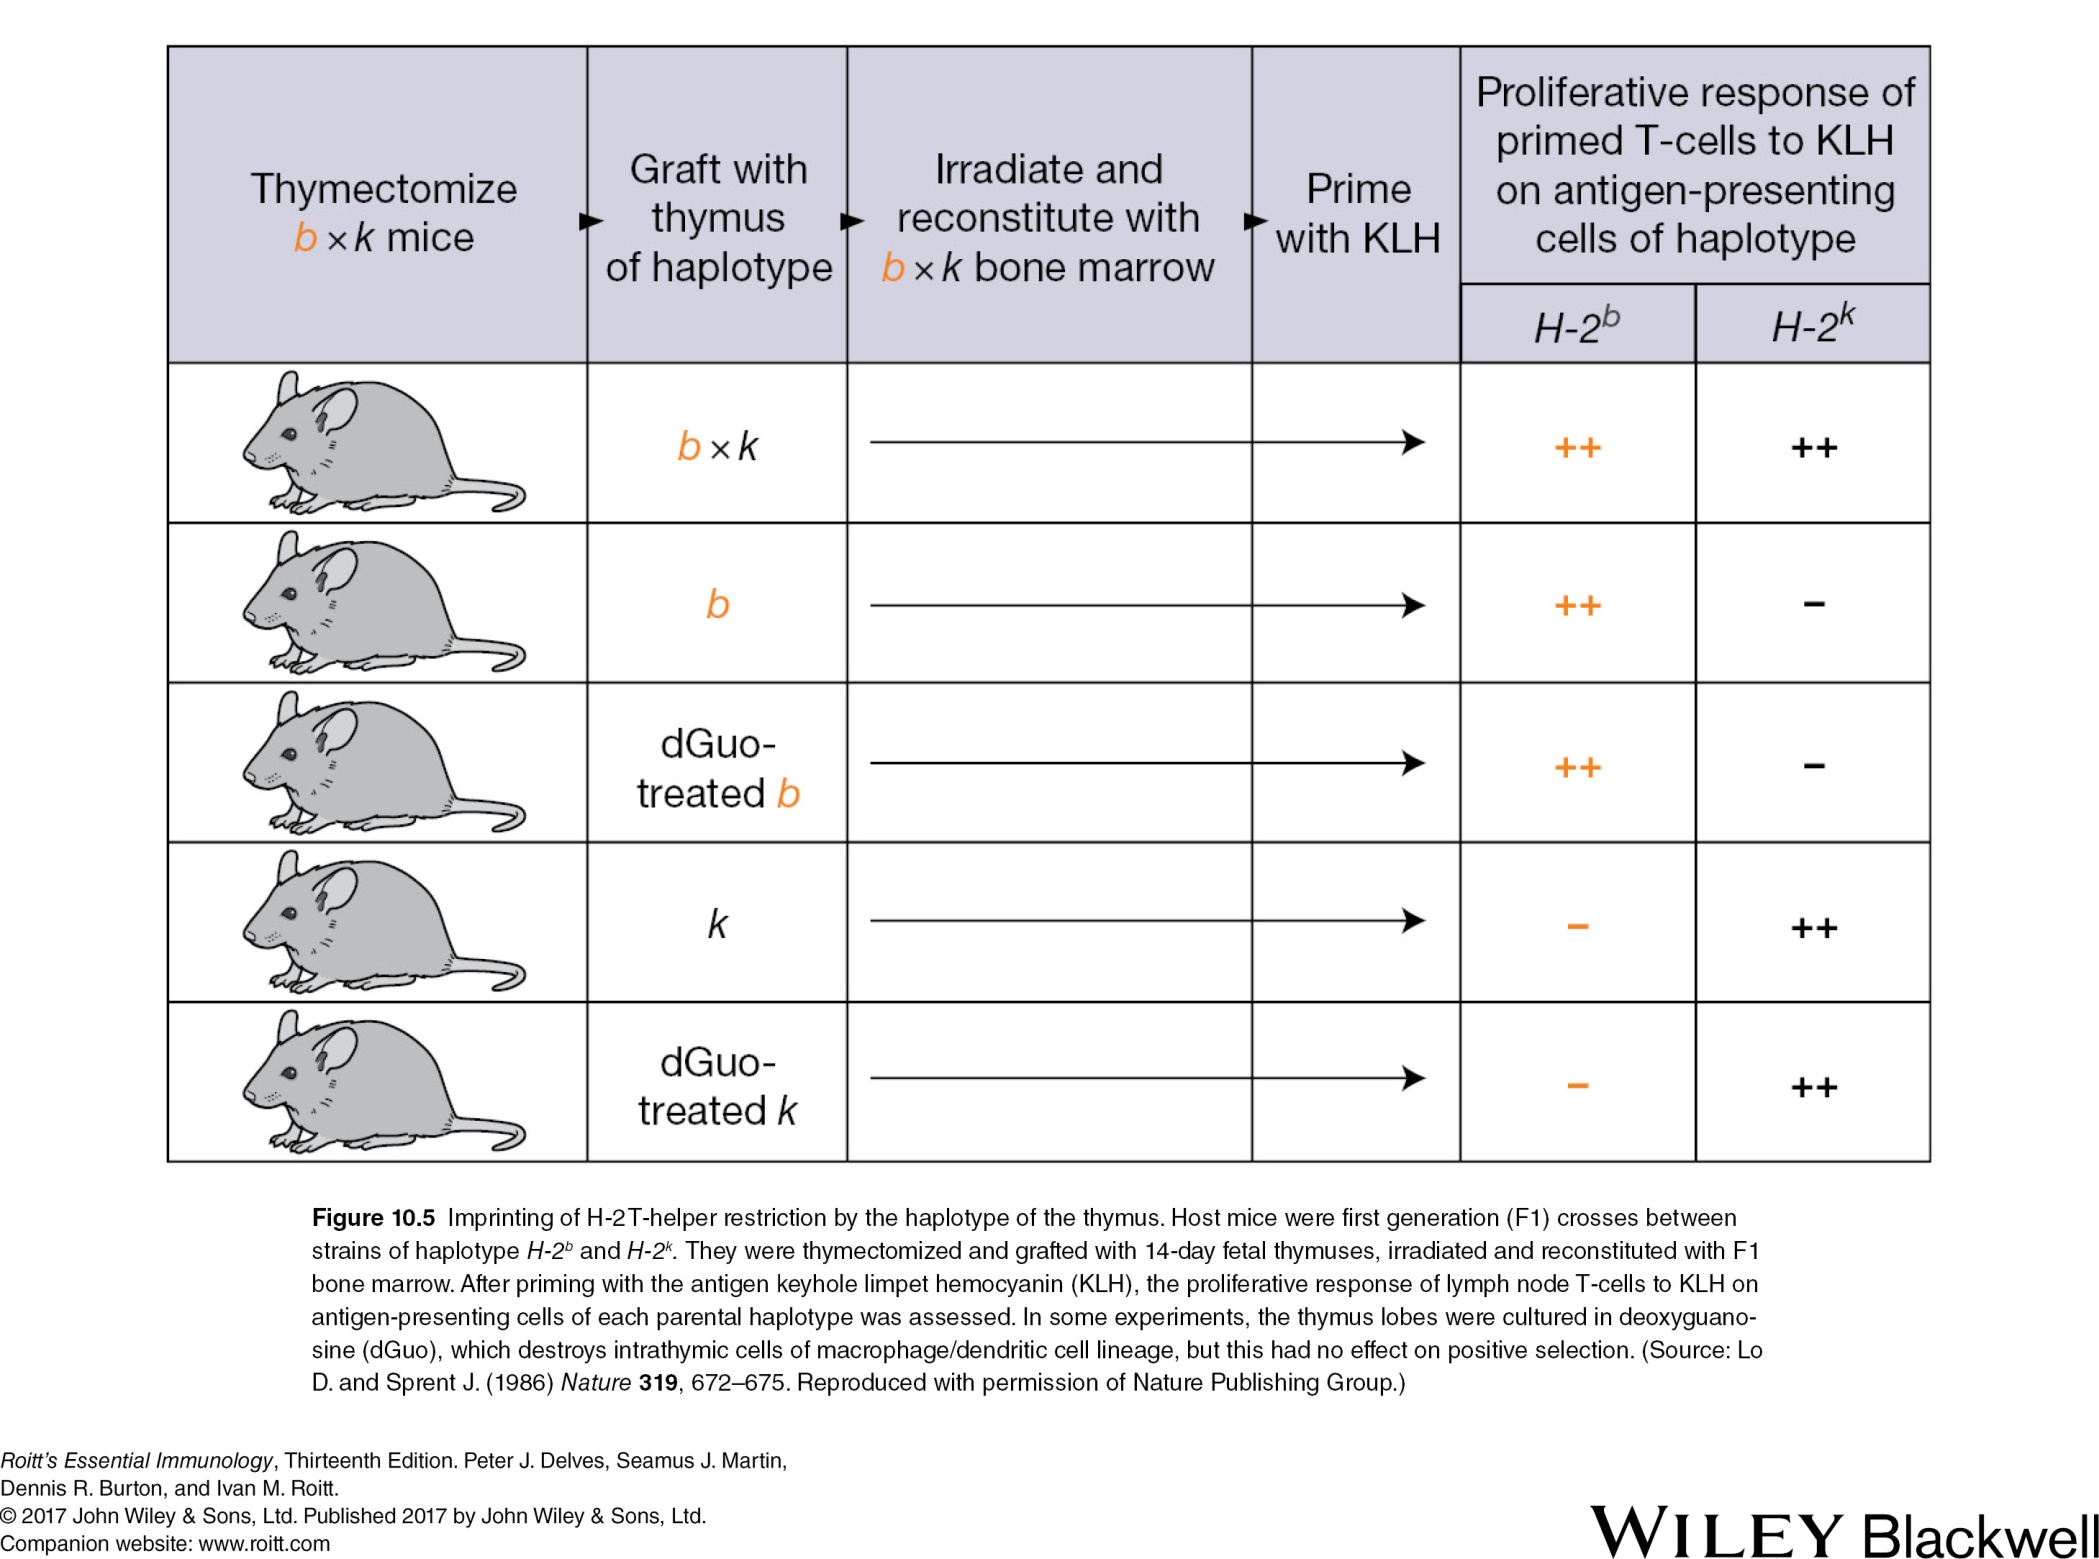 Thymectomize
b × k mice
Graft with
thymus
of haplotype
Irradiate and
reconstitute with
b × k bone marrow
Prime
with KLH
Proliferative response of
primed T-cells to KLH
on antigen-presenting
cells of haplotype
H-2ᵇ
H-2ᵏ
b × k
++
++
b
++
–
dGuo-
treated b
++
–
k
–
++
dGuo-
treated k
–
++
Figure 10.5 Imprinting of H-2 T-helper restriction by the haplotype of the thymus. Host mice were first generation (F1) crosses between
strains of haplotype H-2ᵇ and H-2ᵏ. They were thymectomized and grafted with 14-day fetal thymuses, irradiated and reconstituted with F1
bone marrow. After priming with the antigen keyhole limpet hemocyanin (KLH), the proliferative response of lymph node T-cells to KLH on
antigen-presenting cells of each parental haplotype was assessed. In some experiments, the thymus lobes were cultured in deoxyguano-
sine (dGuo), which destroys intrathymic cells of macrophage/dendritic cell lineage, but this had no effect on positive selection. (Source: Lo
D. and Sprent J. (1986) Nature 319, 672–675. Reproduced with permission of Nature Publishing Group.)
Roitt's Essential Immunology, Thirteenth Edition. Peter J. Delves, Seamus J. Martin,
Dennis R. Burton, and Ivan M. Roitt.
© 2017 John Wiley & Sons, Ltd. Published 2017 by John Wiley & Sons, Ltd.
Companion website: www.roitt.com
WILEY Blackwell